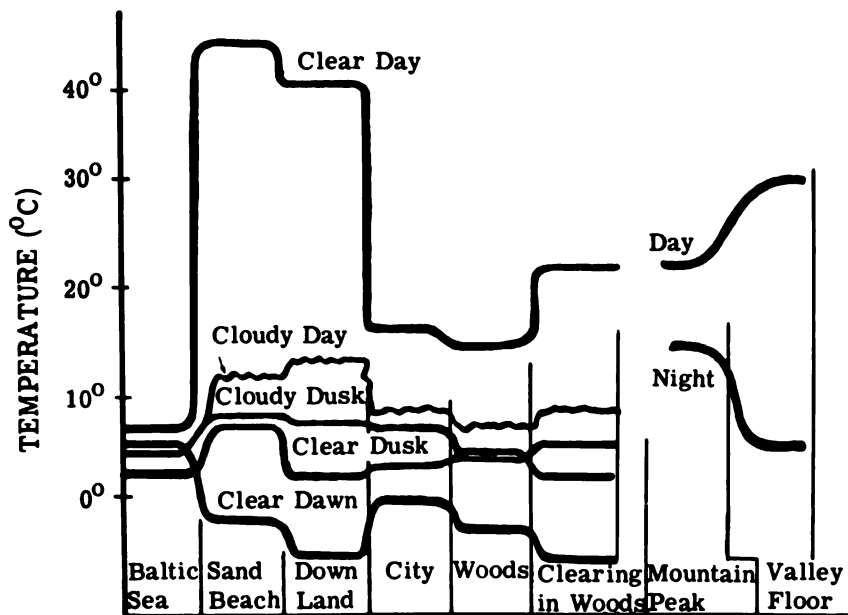 TEMPERATURE (°C)
40°
30°
20°
10°
0°
Clear Day
Day
Cloudy Day
Cloudy Dusk
Night
Clear Dusk
Clear Dawn
Baltic
Sea
Sand
Beach
Down
Land
City
Woods
Clearing
in Woods
Mountain
Peak
Valley
Floor